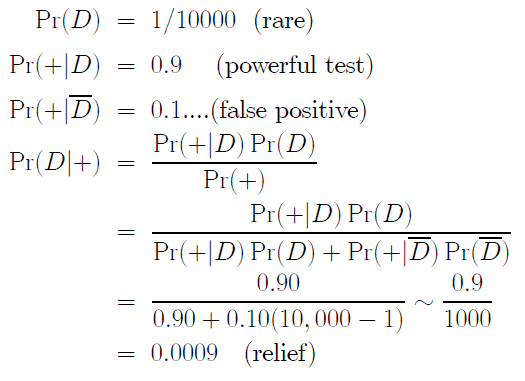 Pr(D) = 1/10000 (rare)
Pr(+|D) = 0.9 (powerful test)
Pr(+|D̅) = 0.1....(false positive)
Pr(D|+) = Pr(+|D) Pr(D) / Pr(+)
= Pr(+|D) Pr(D) / Pr(+|D) Pr(D) + Pr(+|D̅) Pr(D̅)
= 0.90 / 0.90 + 0.10(10, 000 − 1) ∼ 0.9 / 1000
= 0.0009 (relief)